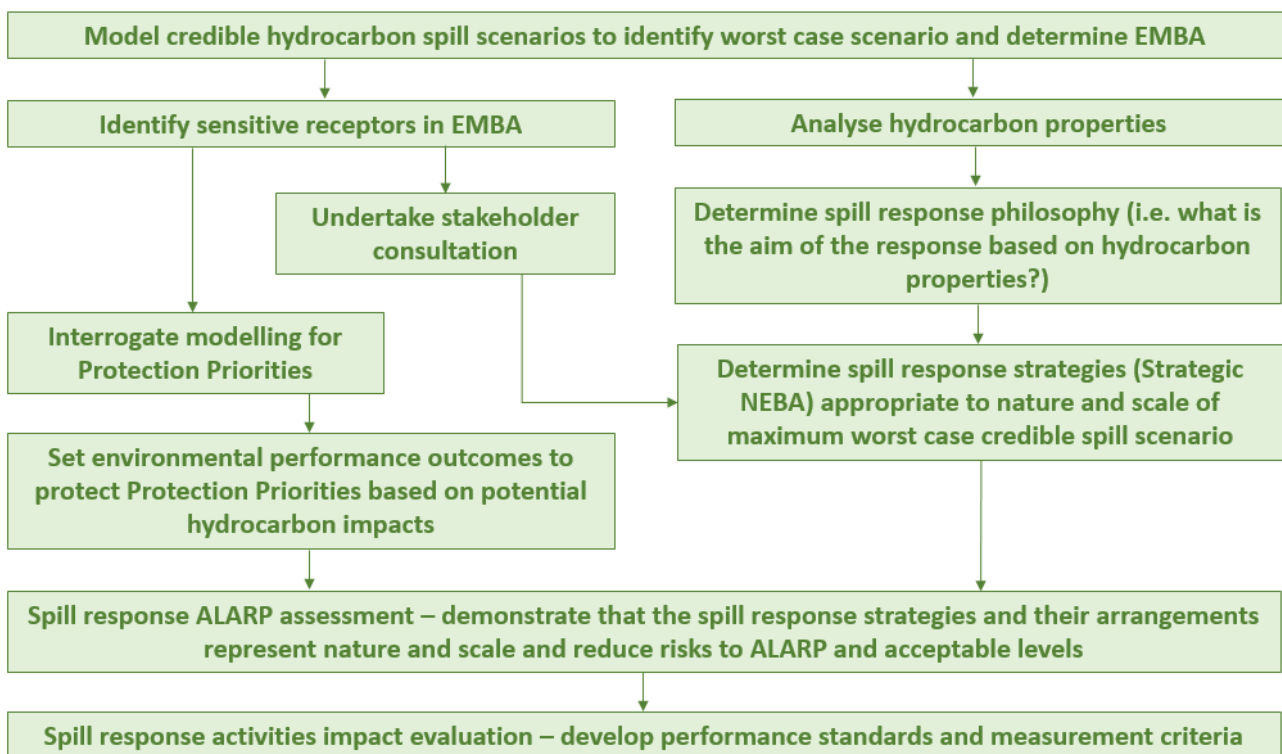 Model credible hydrocarbon spill scenarios to identify worst case scenario and determine EMBA
Identify sensitive receptors in EMBA
Analyse hydrocarbon properties
Undertake stakeholder
consultation
Determine spill response philosophy (i.e. what is
the aim of the response based on hydrocarbon
properties?)
Interrogate modelling for
Protection Priorities
Determine spill response strategies (Strategic
NEBA) appropriate to nature and scale of
maximum worst case credible spill scenario
Set environmental performance outcomes to
protect Protection Priorities based on potential
hydrocarbon impacts
Spill response ALARP assessment – demonstrate that the spill response strategies and their arrangements
represent nature and scale and reduce risks to ALARP and acceptable levels
Spill response activities impact evaluation – develop performance standards and measurement criteria